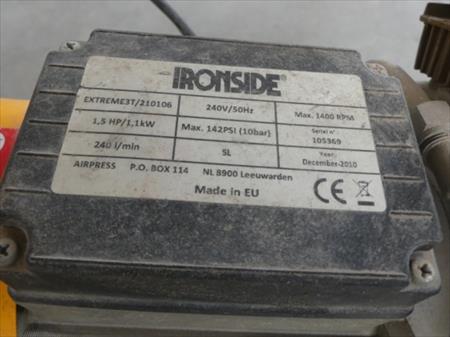 IRONSIDE®
EXTREME3T/210106 240V/50Hz Max. 1400 RPM
1,5 HP/1,1kW Max. 142PSI (10bar) Serial n° 105369
240 l/min 5L Year: December-2010
AIRPRESS P.O. BOX 114 NL 8900 Leeuwarden
Made in EU CE